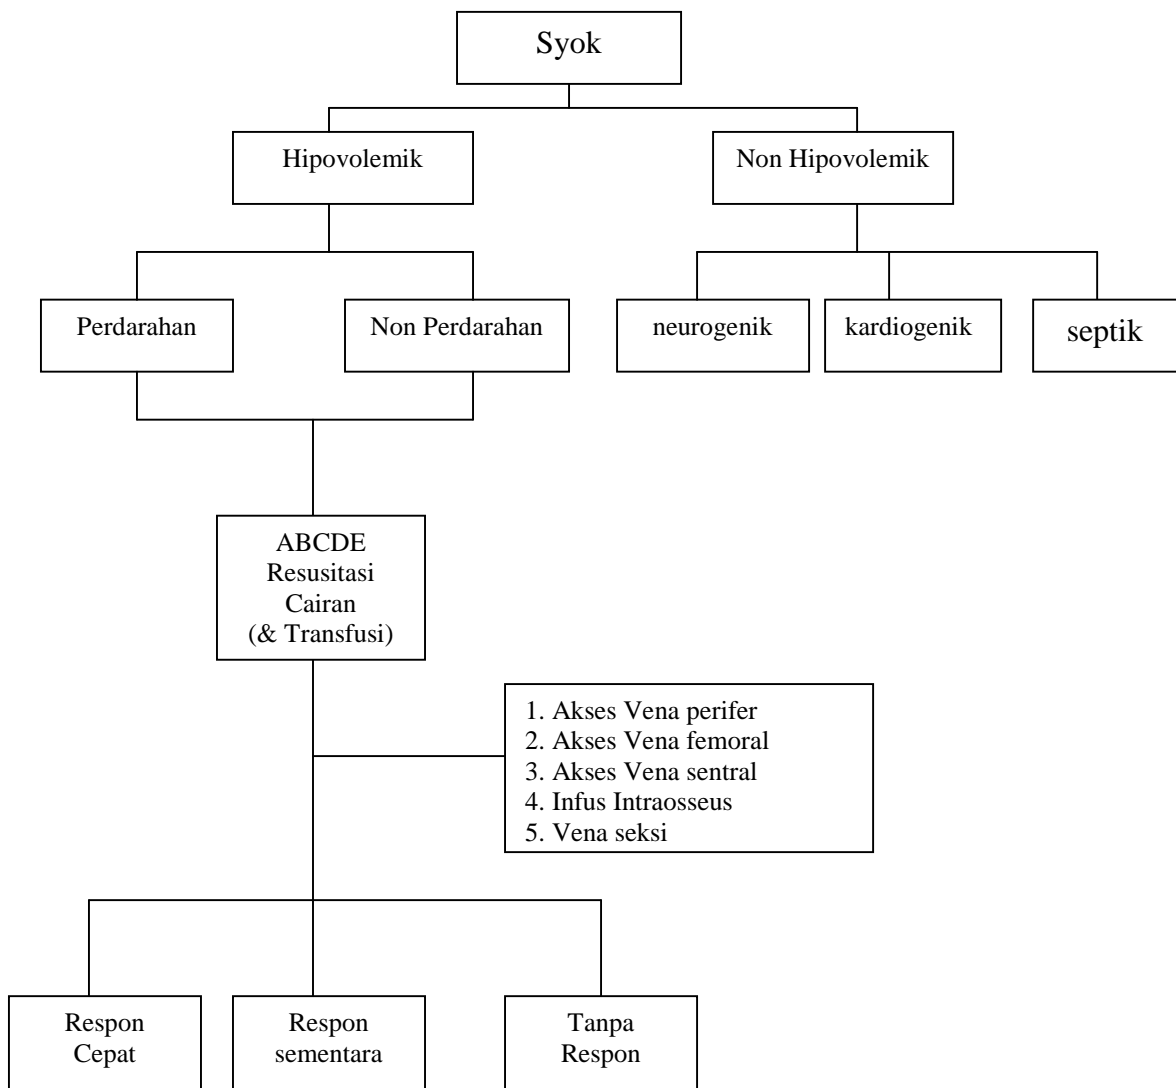 Syok
Hipovolemik
Non Hipovolemik
Perdarahan
Non Perdarahan
neurogenik
kardiogenik
septik
ABCDE
Resusitasi
Cairan
(& Transfusi)
1. Akses Vena perifer
2. Akses Vena femoral
3. Akses Vena sentral
4. Infus Intraosseus
5. Vena seksi
Respon
Cepat
Respon
sementara
Tanpa
Respon